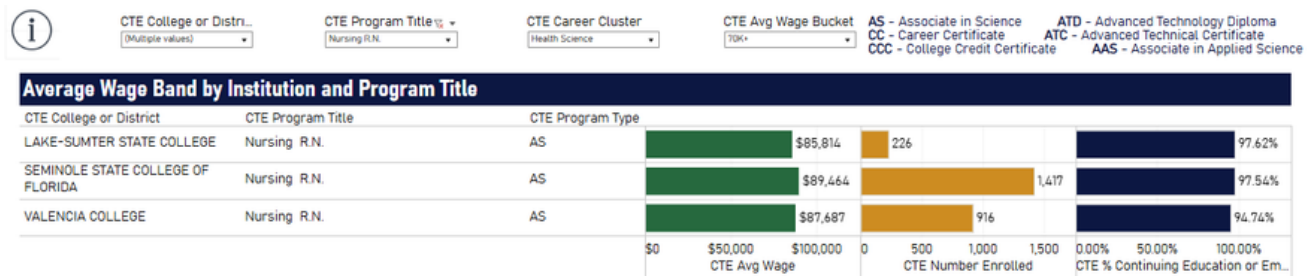 i
CTE College or Distri...
(Multiple values)
CTE Program Title
Nursing R.N.
CTE Career Cluster
Health Science
CTE Avg Wage Bucket
70K+
AS - Associate in Science
ATD - Advanced Technology Diploma
CC - Career Certificate
ATC - Advanced Technical Certificate
CCC - College Credit Certificate
AAS - Associate in Applied Science
Average Wage Band by Institution and Program Title
CTE College or District CTE Program Title CTE Program Type
LAKE-SUMTER STATE COLLEGE Nursing R.N. AS $85,814 226 97.62%
SEMINOLE STATE COLLEGE OF
FLORIDA
Nursing R.N. AS $89,464 1,417 97.54%
VALENCIA COLLEGE Nursing R.N. AS $87,687 916 94.74%
$0 $50,000 $100,000 0 500 1,000 1,500 0.00% 50.00% 100.00%
CTE Avg Wage CTE Number Enrolled CTE % Continuing Education or Em...